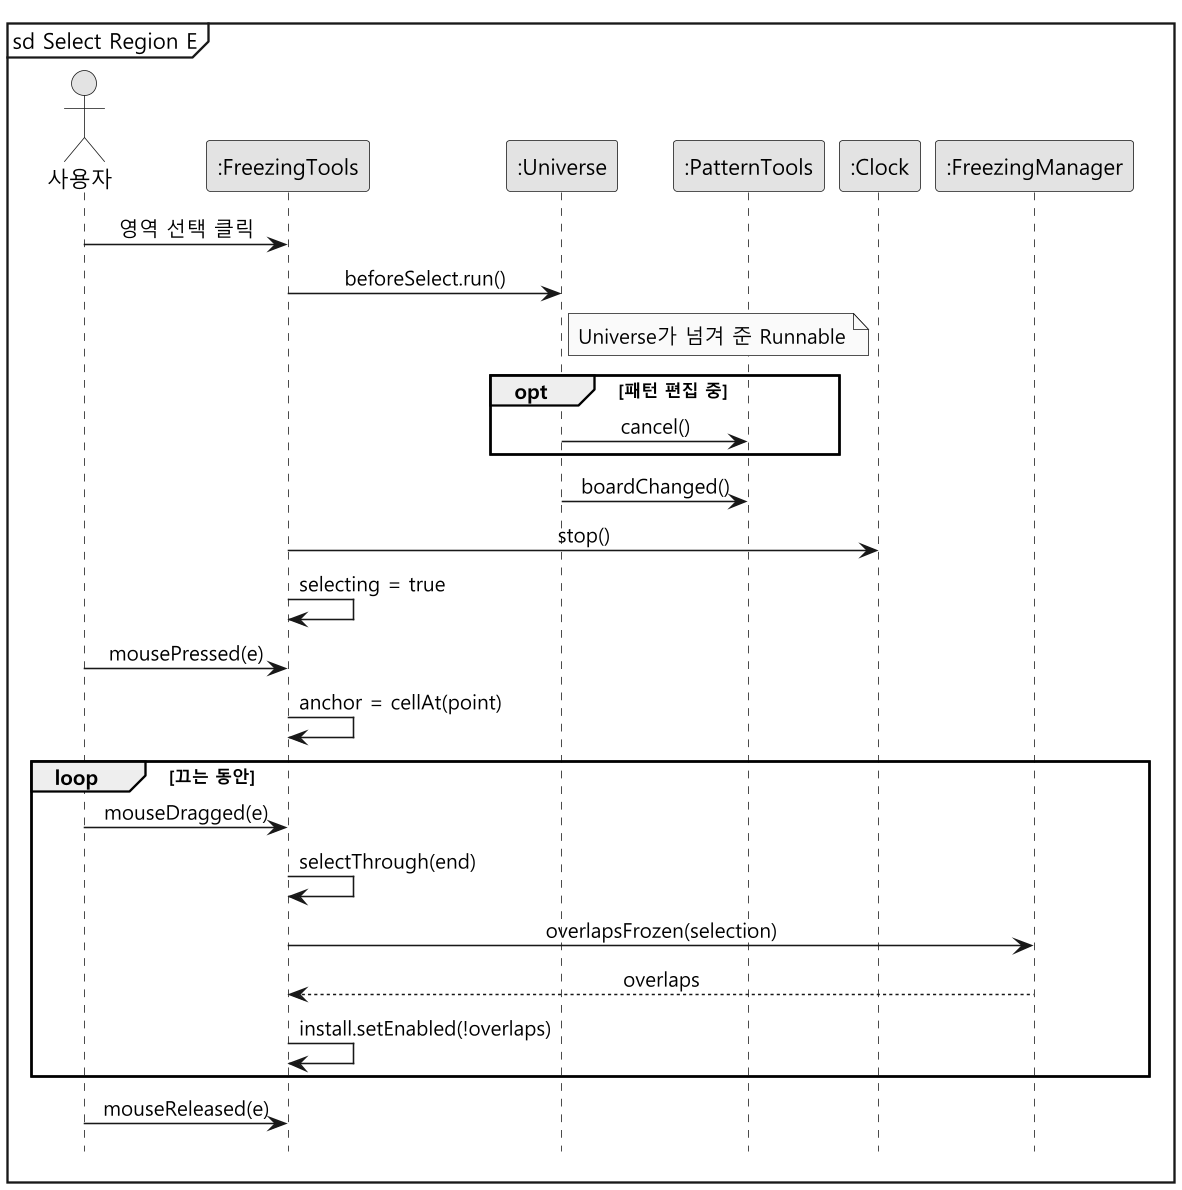 sd Select Region E
사용자
:FreezingTools
:Universe
:PatternTools
:Clock
:FreezingManager
영역 선택 클릭
beforeSelect.run()
Universe가 넘겨 준 Runnable
opt [패턴 편집 중]
cancel()
boardChanged()
stop()
selecting = true
mousePressed(e)
anchor = cellAt(point)
loop [끄는 동안]
mouseDragged(e)
selectThrough(end)
overlapsFrozen(selection)
overlaps
install.setEnabled(!overlaps)
mouseReleased(e)